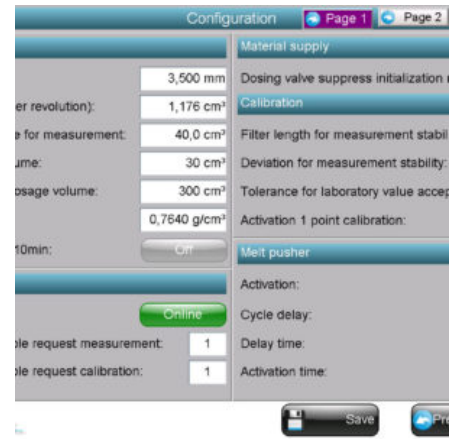 Configuration Page 1 Page 2
Material supply
3,500 mm Dosing valve suppress initialization
er revolution): 1,176 cm³ Calibration
e for measurement: 40,0 cm³ Filter length for measurement stabil
ume: 30 cm³ Deviation for measurement stability:
osage volume: 300 cm³ Tolerance for laboratory value accep
0,7640 g/cm³ Activation 1 point calibration:
10min: Off Melt pusher
Activation:
Online Cycle delay:
ple request measurement: 1 Delay time:
ple request calibration: 1 Activation time:
Save Pre